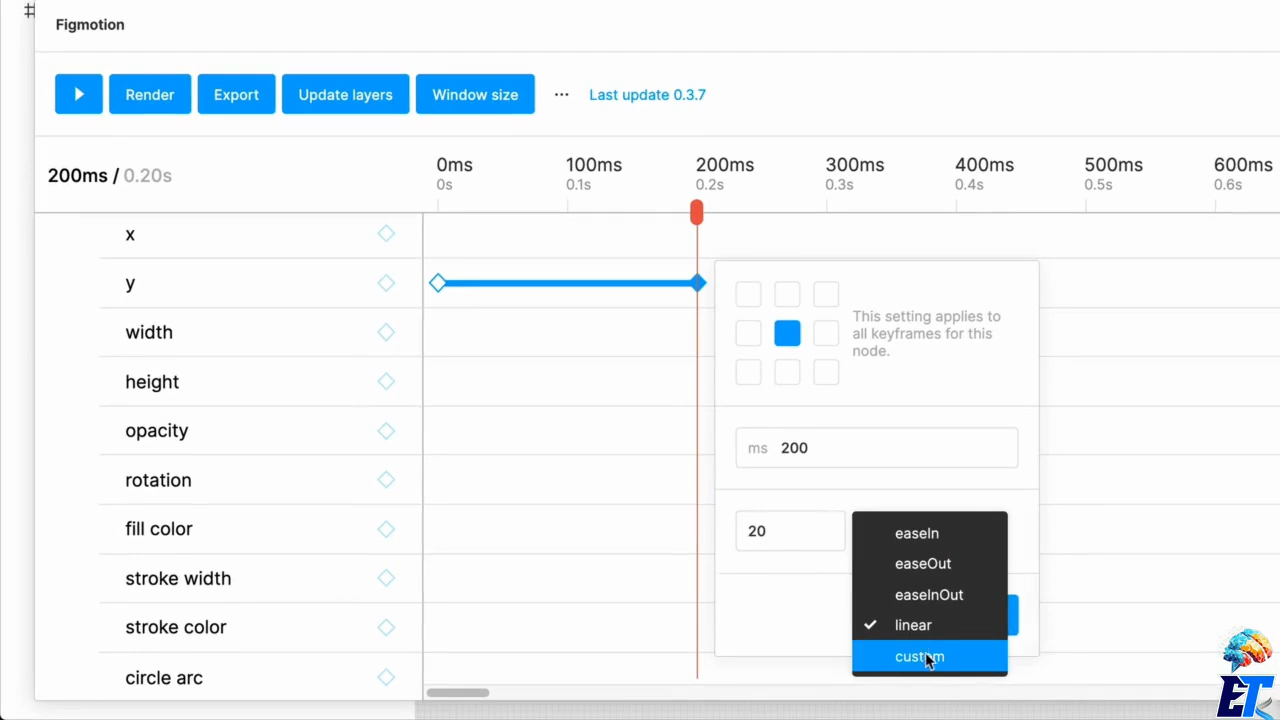 Figmotion
Render
Export
Update layers
Window size
...
Last update 0.3.7
200ms / 0.20s
0ms
100ms
200ms
300ms
400ms
500ms
600ms
0s
0.1s
0.2s
0.3s
0.4s
0.5s
0.6s
x
y
width
height
opacity
rotation
fill color
stroke width
stroke color
circle arc
This setting applies to
all keyframes for this
node.
ms 200
20
easeIn
easeOut
easeInOut
linear
custom
ET